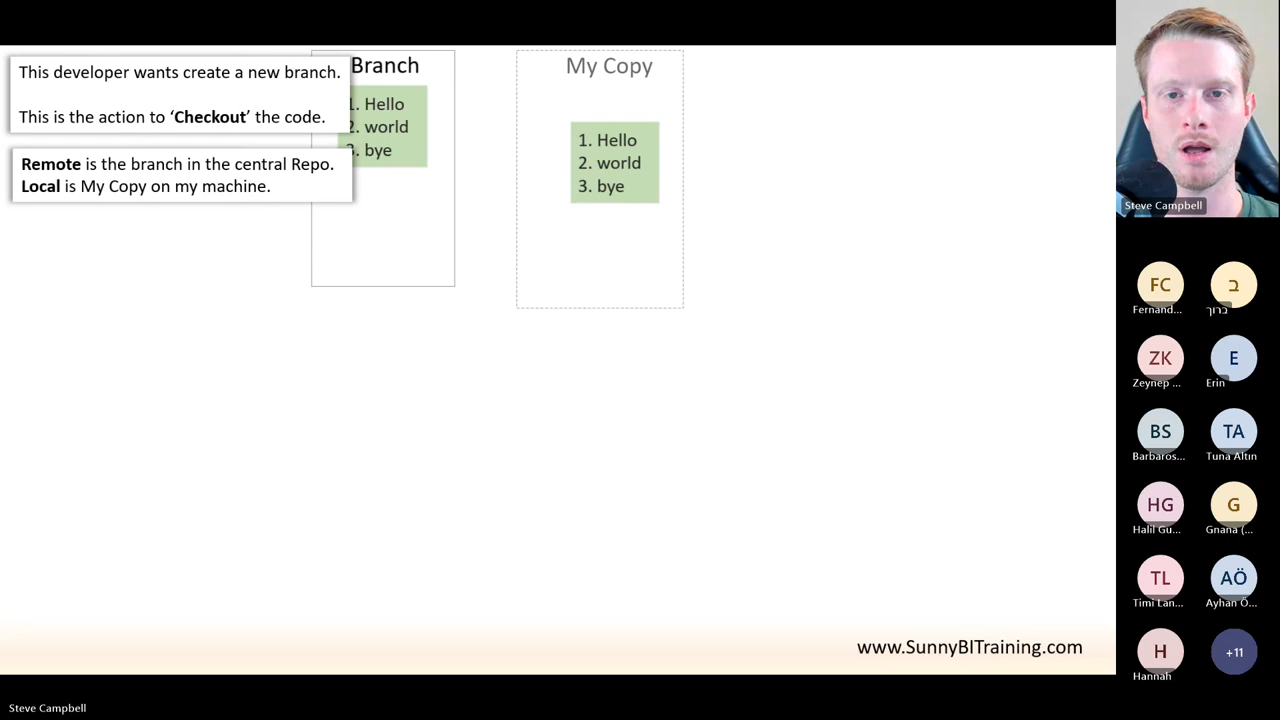 This developer wants create a new branch.
This is the action to ‘Checkout’ the code.
Remote is the branch in the central Repo.
Local is My Copy on my machine.
Branch
1. Hello
2. world
3. bye
My Copy
1. Hello
2. world
3. bye
www.SunnyBITraining.com
Steve Campbell
FC
Fernand...
ב
ברוך
ZK
Zeynep ...
E
Erin
BS
Barbaros...
TA
Tuna Altın
HG
Halil Gu...
G
Gnana (...
TL
Timi Lan...
AÖ
Ayhan Ö...
H
Hannah
+11
Steve Campbell